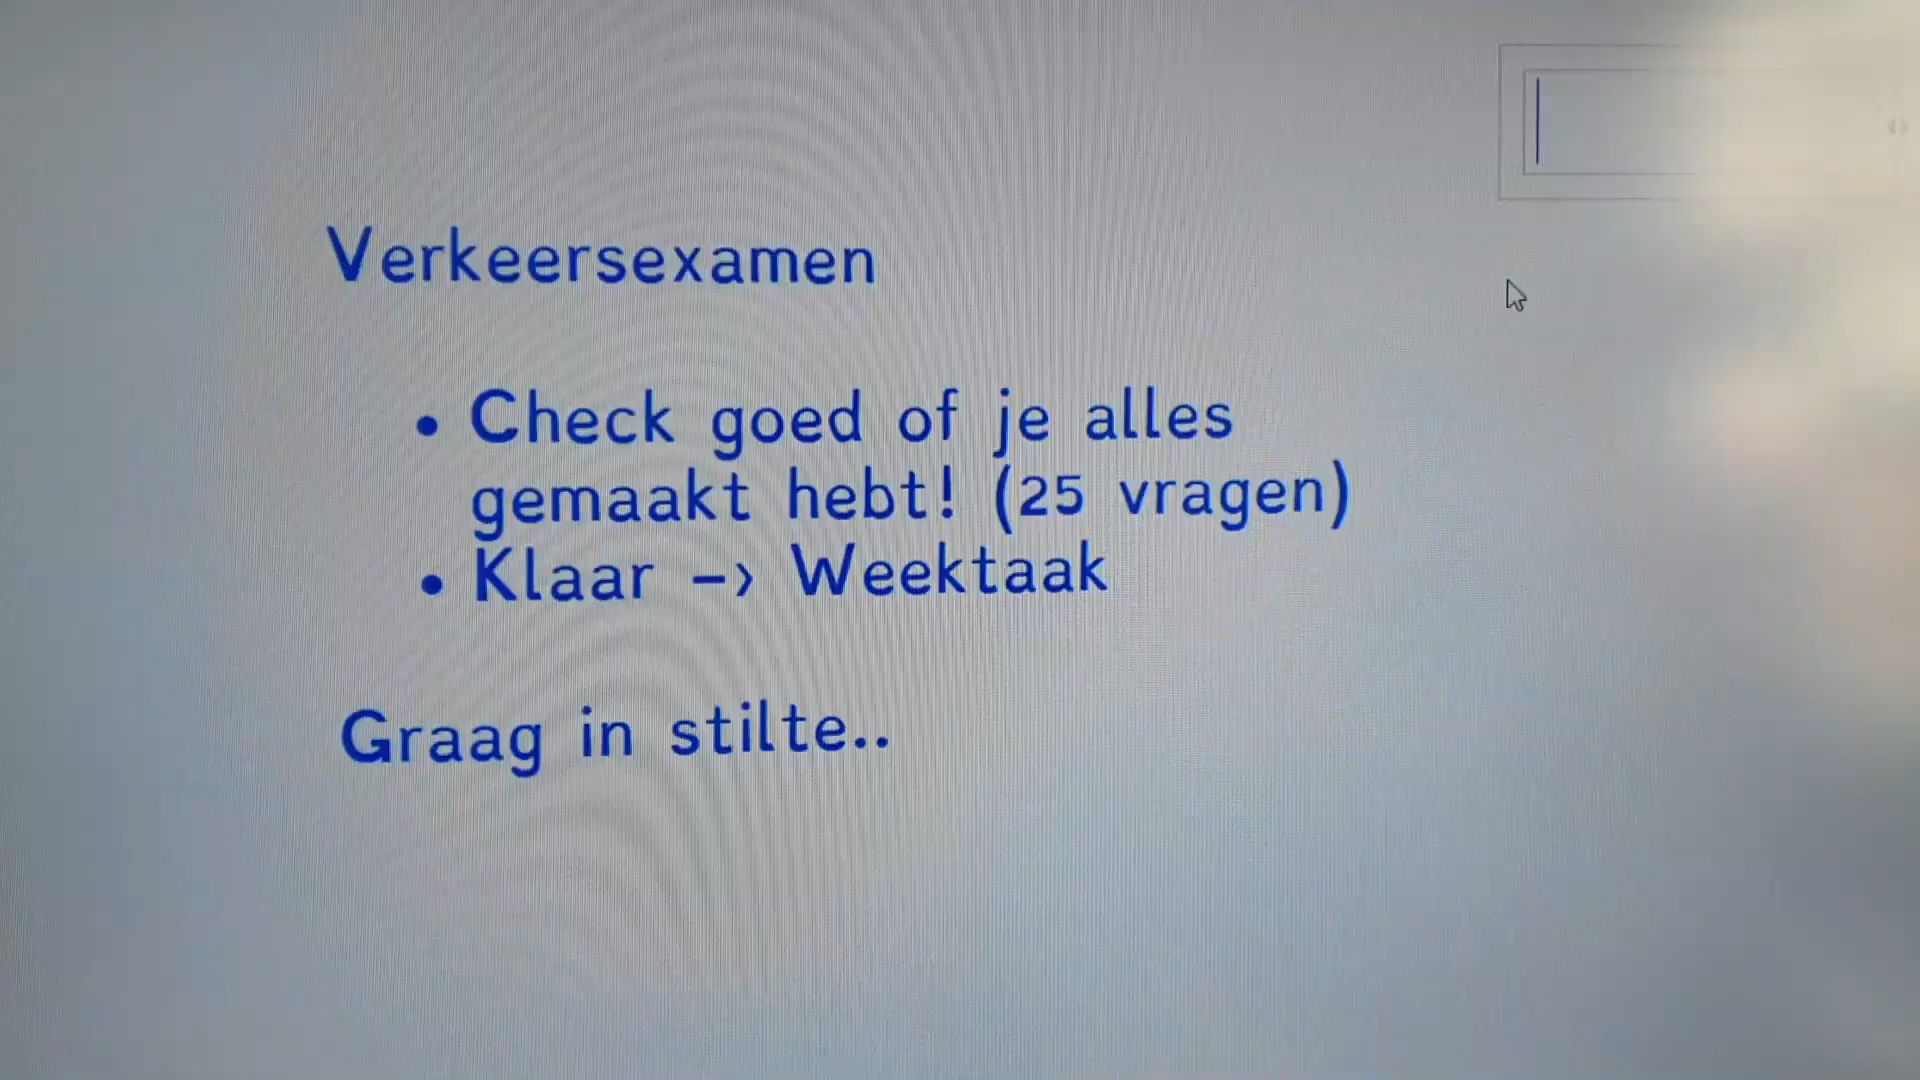 Verkeersexamen
• Check goed of je alles
gemaakt hebt! (25 vragen)
• Klaar -> Weektaak
Graag in stilte..